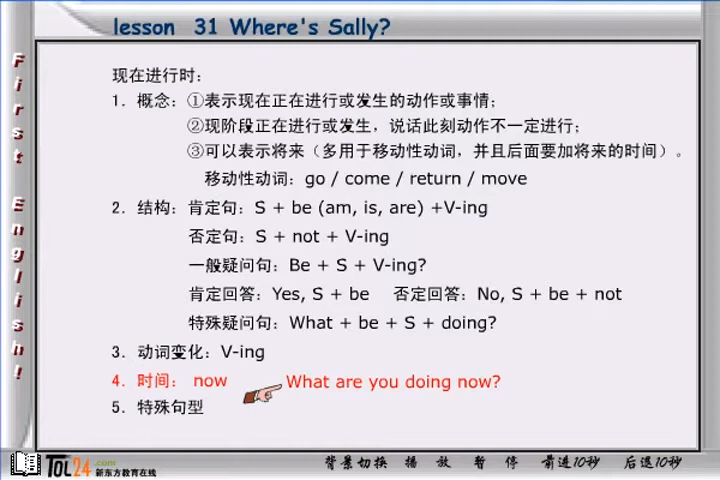 lesson 31 Where's Sally?
First English!
现在进行时：
1．概念：①表示现在正在进行或发生的动作或事情；
②现阶段正在进行或发生，说话此刻动作不一定进行；
③可以表示将来（多用于移动性动词，并且后面要加将来的时间）。
移动性动词：go / come / return / move
2．结构：肯定句：S + be (am, is, are) +V-ing
否定句：S + not + V-ing
一般疑问句：Be + S + V-ing?
肯定回答：Yes, S + be 否定回答：No, S + be + not
特殊疑问句：What + be + S + doing?
3．动词变化：V-ing
4．时间： now What are you doing now?
5．特殊句型
TOL24.com 新东方教育在线
背景切换 播 放 暂 停 前进10秒 后退10秒